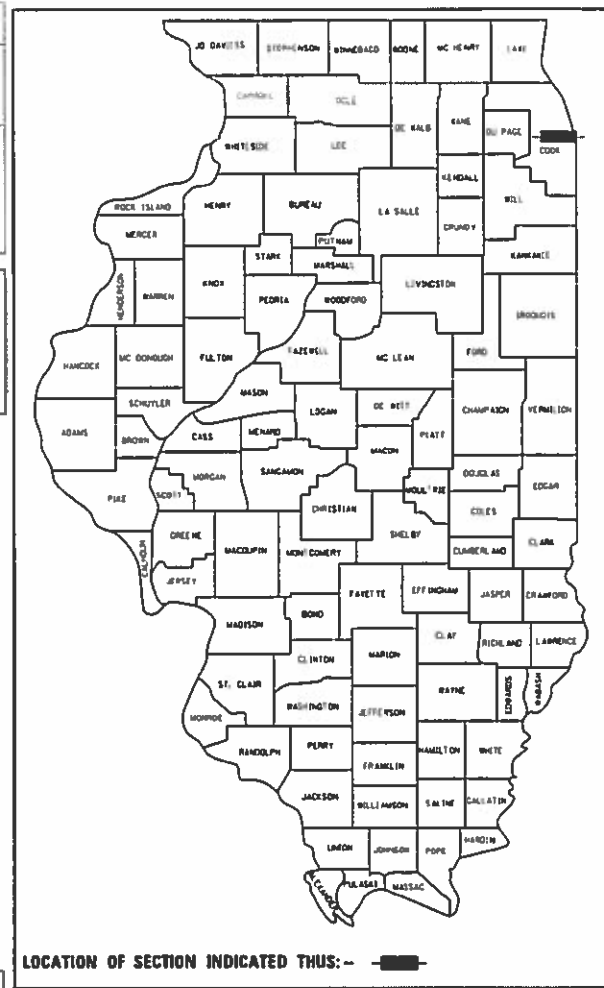 JO DAVIESS STEPHENSON WINNEBAGO BOONE MC HENRY LAKE
CARROLL OGLE
DE KALB KANE DU PAGE
COOK
WHITESIDE LEE
KENDALL
WILL
ROCK ISLAND HENRY BUREAU LA SALLE
GRUNDY
MERCER PUTNAM
KANKAKEE
STARK MARSHALL
HENDERSON WARREN KNOX PEORIA WOODFORD LIVINGSTON
IROQUOIS
HANCOCK MC DONOUGH FULTON TAZEWELL MC LEAN FORD
MASON
SCHUYLER LOGAN DE WITT
CHAMPAIGN VERMILION
ADAMS BROWN CASS MENARD PIATT
MACON
MORGAN SANGAMON DOUGLAS
EDGAR
PIKE SCOTT CHRISTIAN MOULTRIE
COLES
GREENE SHELBY
CALHOUN MACOUPIN MONTGOMERY CUMBERLAND CLARK
JERSEY
FAYETTE EFFINGHAM JASPER CRAWFORD
MADISON BOND
CLAY RICHLAND LAWRENCE
CLINTON MARION
ST. CLAIR WAYNE EDWARDS WABASH
WASHINGTON JEFFERSON
MONROE
RANDOLPH PERRY HAMILTON WHITE
FRANKLIN
JACKSON WILLIAMSON SALINE GALLATIN
UNION JOHNSON POPE HARDIN
ALEXANDER PULASKI MASSAC
LOCATION OF SECTION INDICATED THUS: -